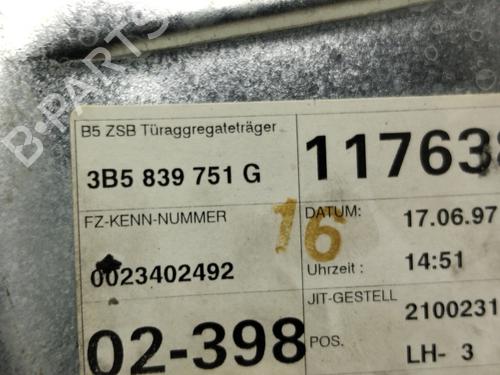 B-PARTS
B5 ZSB Türaggregateträger
3B5 839 751 G
FZ-KENN-NUMMER
0023402492
02-398
16
DATUM: 17.06.97
Uhrzeit : 14:51
JIT-GESTELL 2100231
POS. LH- 3